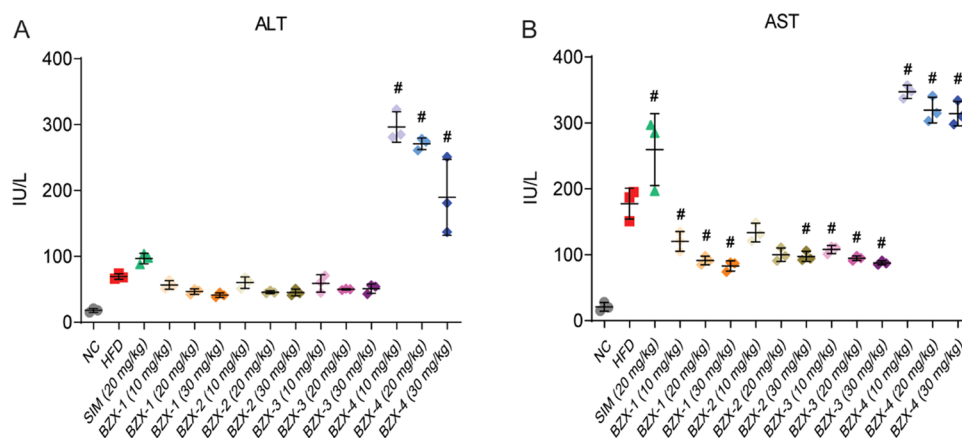 A
ALT
IU/L
400
300
200
100
0
# # #
NC
HFD
SIM (20 mg/kg)
BZX-1 (10 mg/kg)
BZX-1 (20 mg/kg)
BZX-1 (30 mg/kg)
BZX-2 (10 mg/kg)
BZX-2 (20 mg/kg)
BZX-2 (30 mg/kg)
BZX-3 (10 mg/kg)
BZX-3 (20 mg/kg)
BZX-3 (30 mg/kg)
BZX-4 (10 mg/kg)
BZX-4 (20 mg/kg)
BZX-4 (30 mg/kg)
B
AST
IU/L
400
300
200
100
0
# # # # # # # # # # #
NC
HFD
SIM (20 mg/kg)
BZX-1 (10 mg/kg)
BZX-1 (20 mg/kg)
BZX-1 (30 mg/kg)
BZX-2 (10 mg/kg)
BZX-2 (20 mg/kg)
BZX-2 (30 mg/kg)
BZX-3 (10 mg/kg)
BZX-3 (20 mg/kg)
BZX-3 (30 mg/kg)
BZX-4 (10 mg/kg)
BZX-4 (20 mg/kg)
BZX-4 (30 mg/kg)